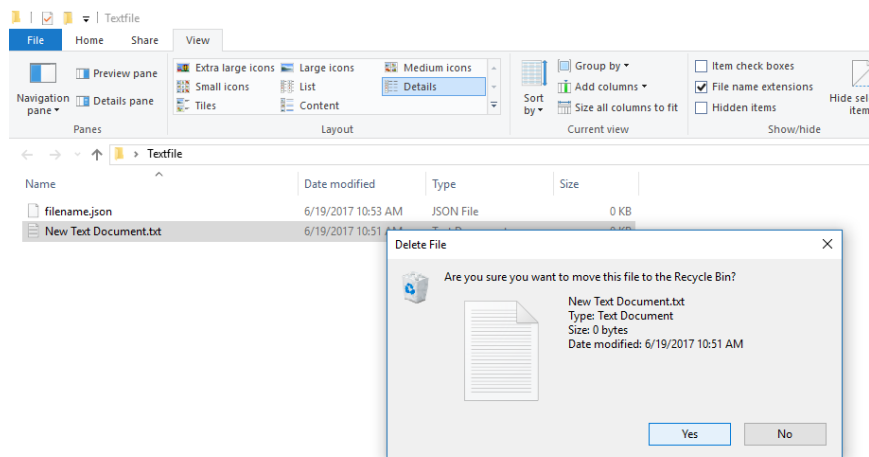 Textfile
File Home Share View
Extra large icons Large icons Medium icons Group by Item check boxes
Preview pane Small icons List Details Add columns File name extensions
Navigation pane Details pane Tiles Content Sort by Size all columns to fit Hidden items Hide
Panes Layout Current view Show/hide
Textfile
Name Date modified Type Size
filename.json 6/19/2017 10:53 AM JSON File 0 KB
New Text Document.txt 6/19/2017 10:51
Delete File
Are you sure you want to move this file to the Recycle Bin?
New Text Document.txt
Type: Text Document
Size: 0 bytes
Date modified: 6/19/2017 10:51 AM
Yes No